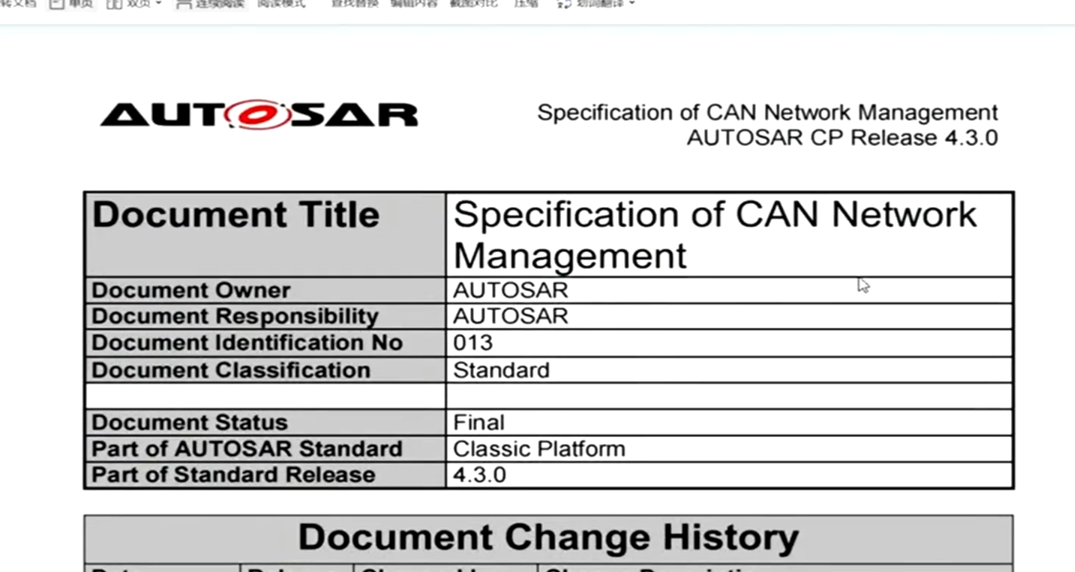 转文档 单页 双页 连续阅读 阅读模式 查找替换 编辑内容 截图对比 压缩 划词翻译
AUTOSAR
Specification of CAN Network Management
AUTOSAR CP Release 4.3.0
Document Title Specification of CAN Network
Management
Document Owner AUTOSAR
Document Responsibility AUTOSAR
Document Identification No 013
Document Classification Standard
Document Status Final
Part of AUTOSAR Standard Classic Platform
Part of Standard Release 4.3.0
Document Change History